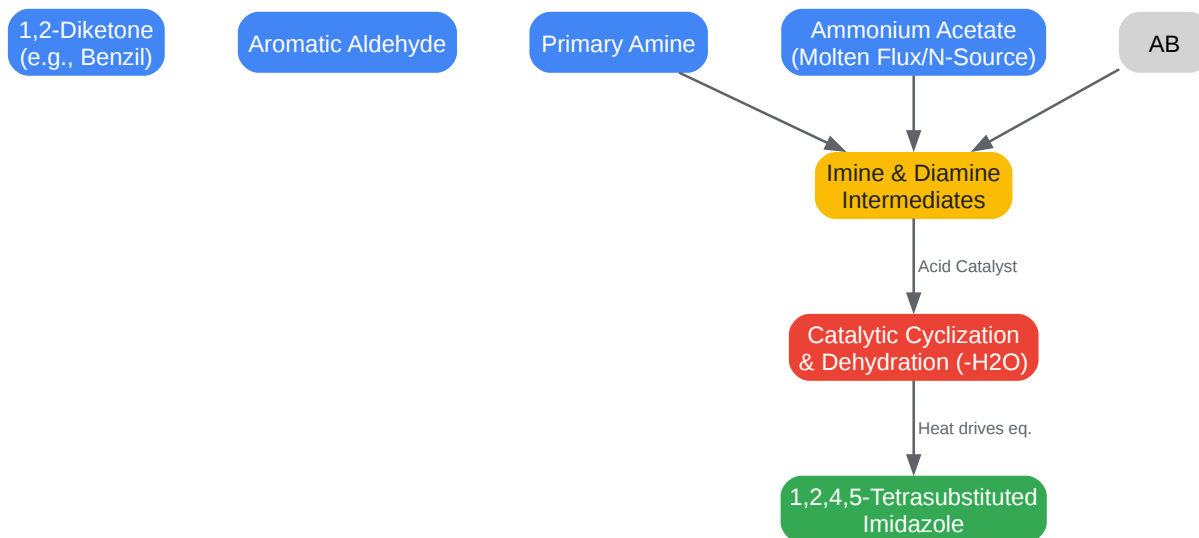 1,2-Diketone
(e.g., Benzil)
Aromatic Aldehyde
Primary Amine
Ammonium Acetate
(Molten Flux/N-Source)
AB
Imine & Diamine
Intermediates
Acid Catalyst
Catalytic Cyclization
& Dehydration (-H2O)
Heat drives eq.
1,2,4,5-Tetrasubstituted
Imidazole